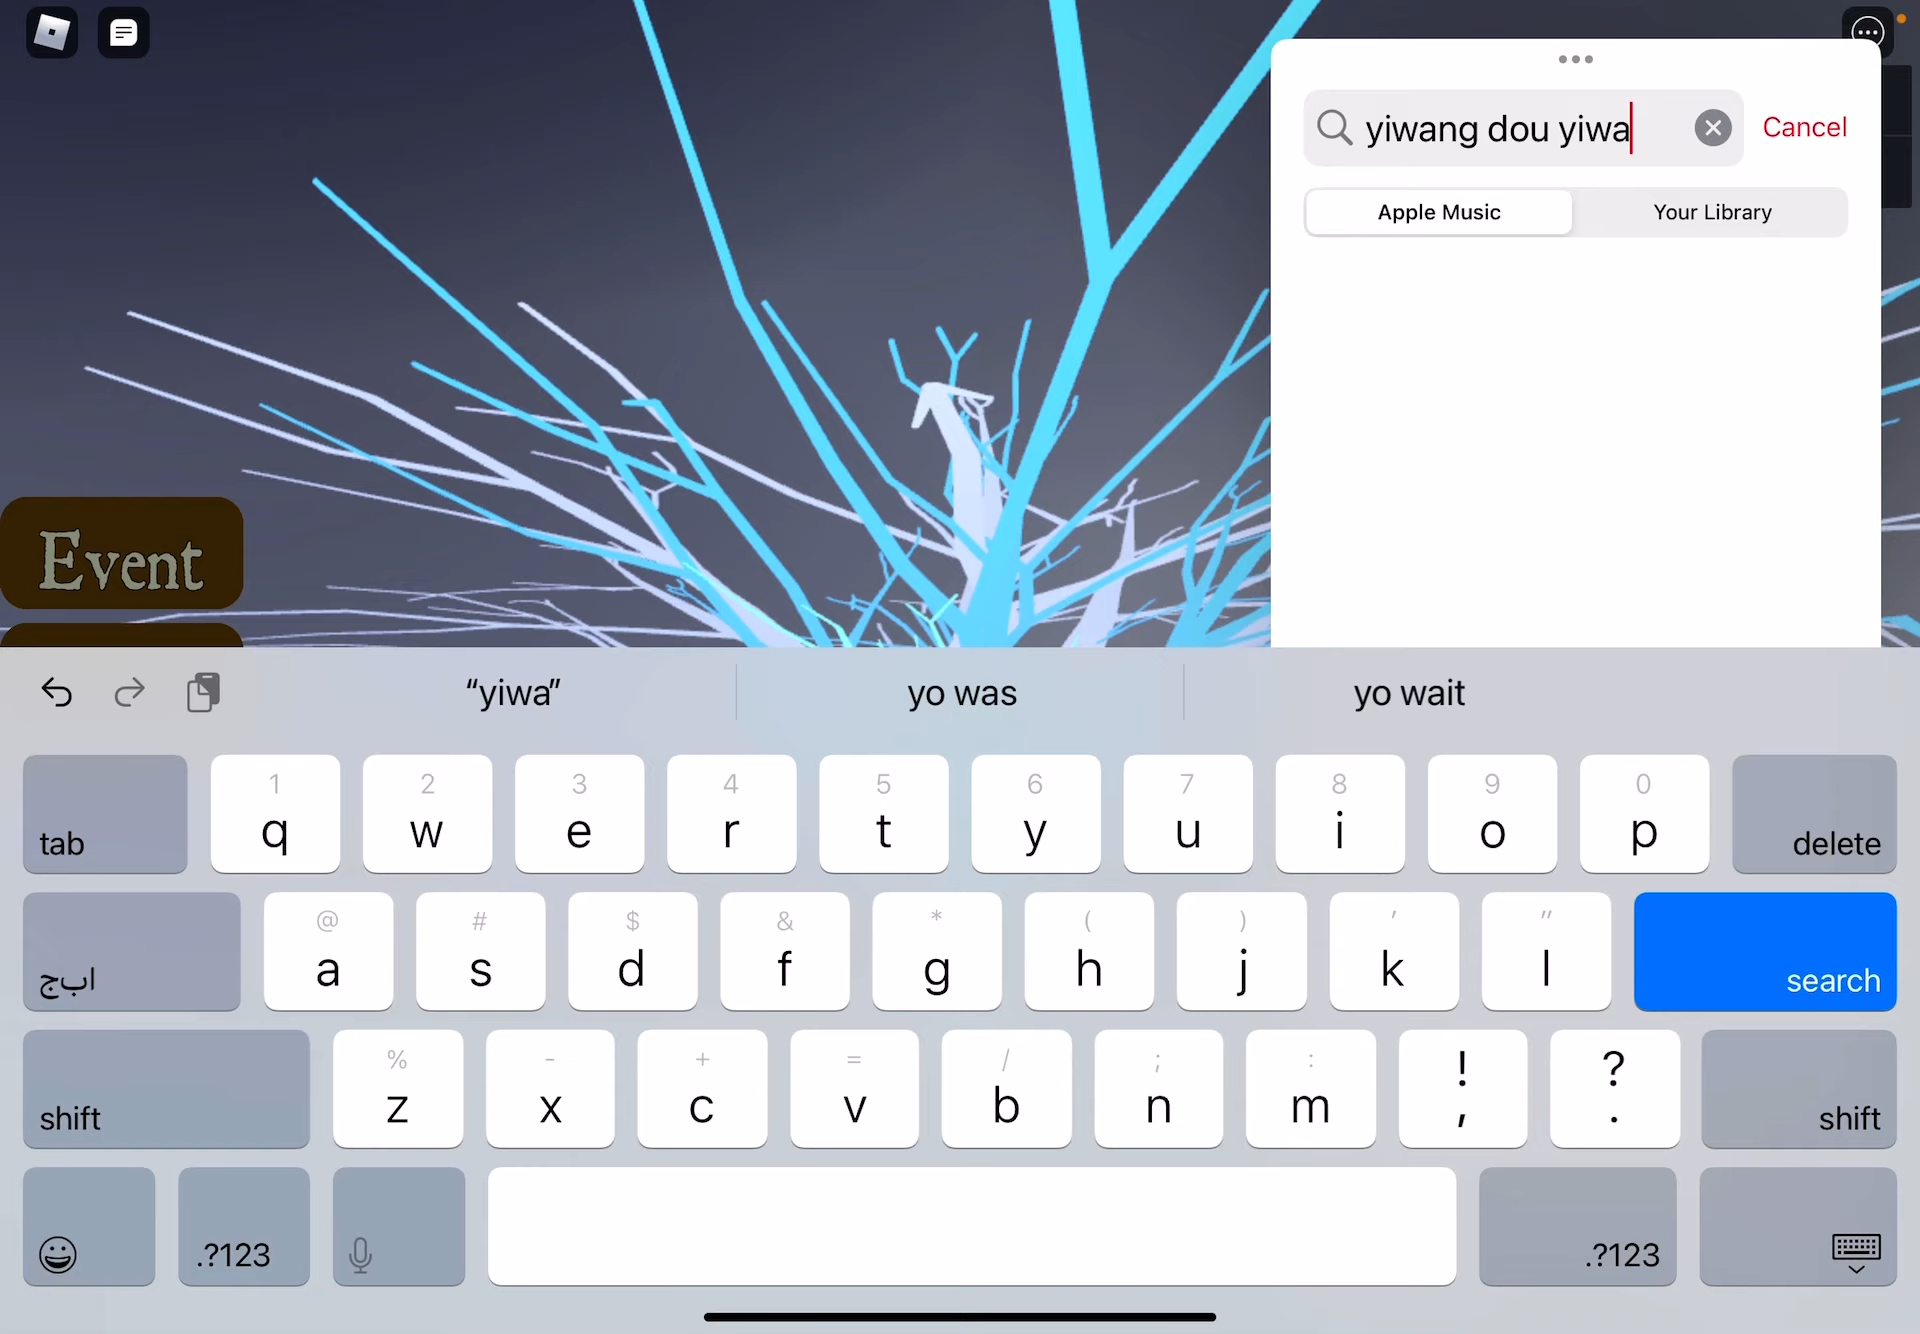 yiwang dou yiwa
Cancel
Apple Music
Your Library
Event
“yiwa”
yo was
yo wait
1 2 3 4 5 6 7 8 9 0
tab q w e r t y u i o p delete
@ # $ & * ( ) ' "
ابج a s d f g h j k l search
% - + = / ; : ! ?
shift z x c v b n m , . shift
.?123 .?123